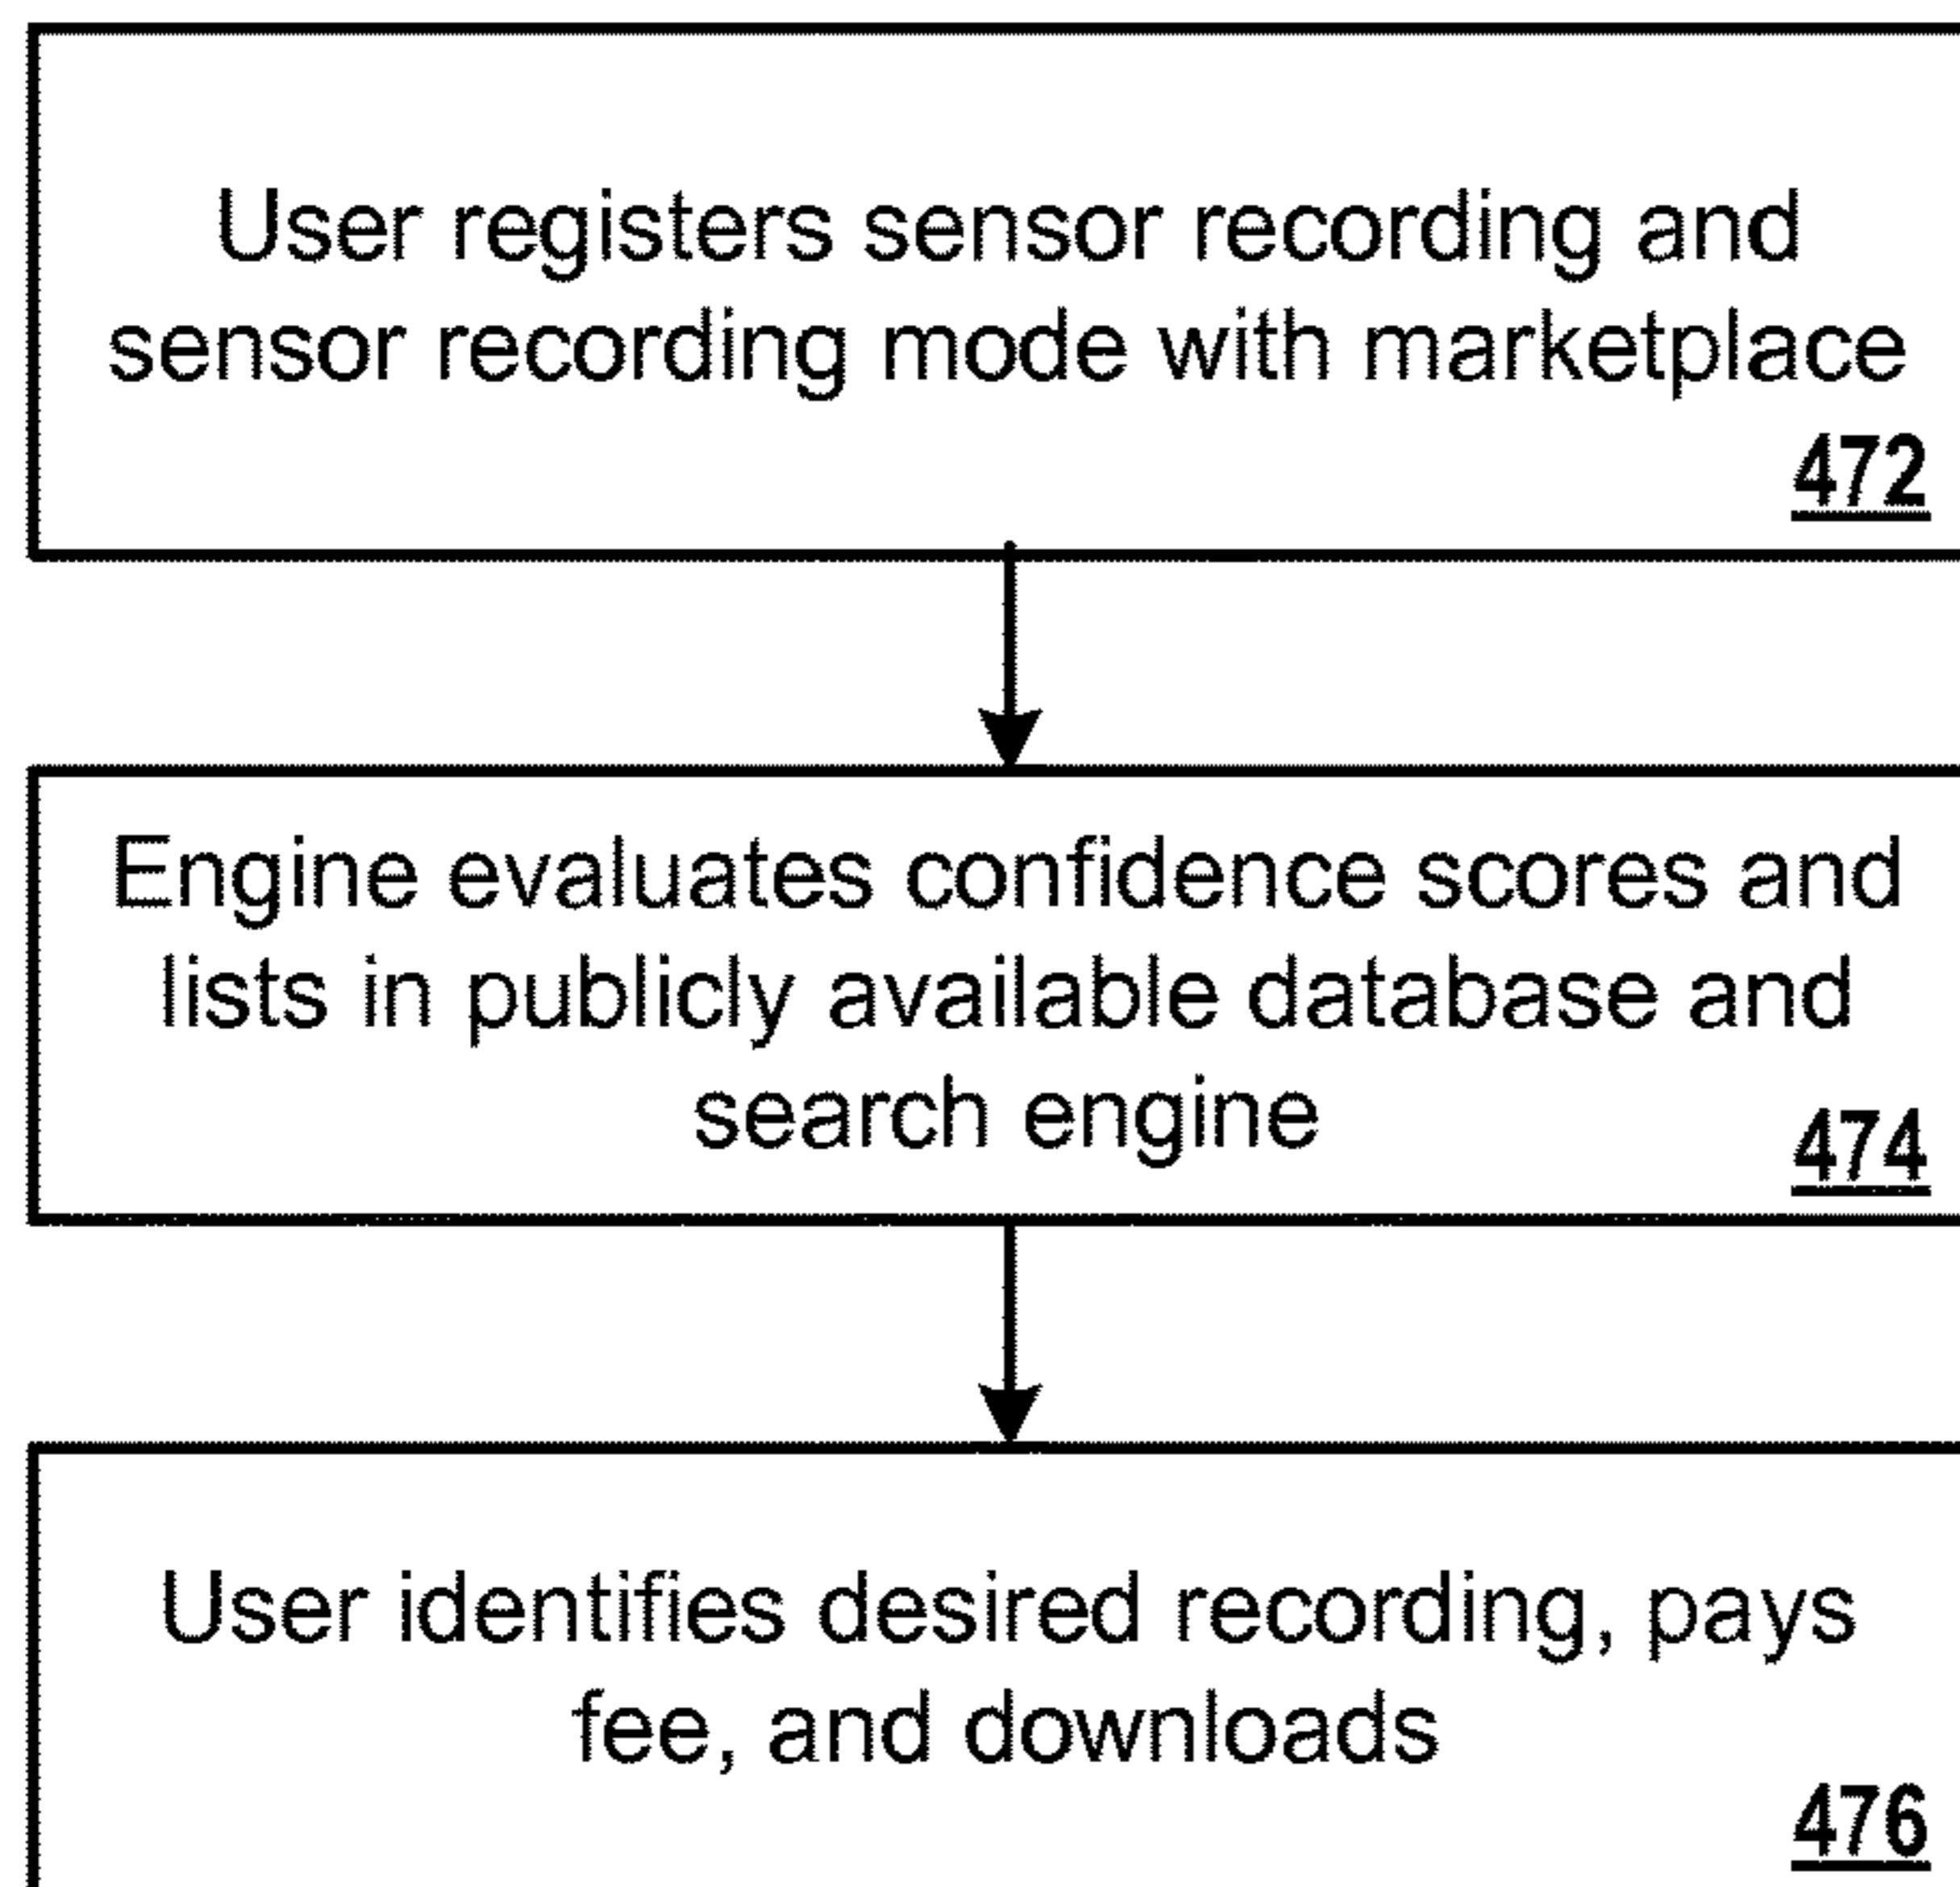 User registers sensor recording and
sensor recording mode with marketplace
472
Engine evaluates confidence scores and
lists in publicly available database and
search engine
474
User identifies desired recording, pays
fee, and downloads
476